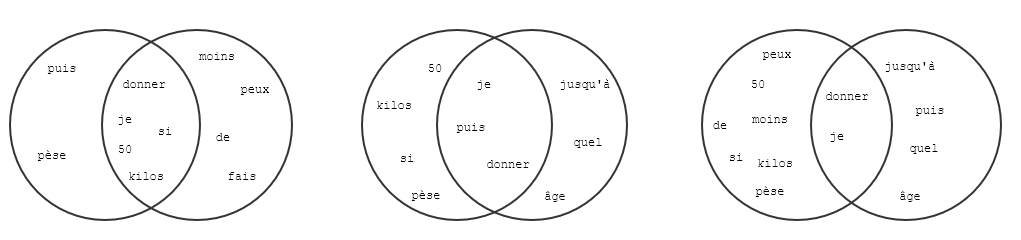 puis
pèse
donner
je
si
50
kilos
moins
peux
de
fais
50
kilos
si
pèse
je
puis
donner
jusqu'à
quel
âge
peux
50
de
moins
si
kilos
pèse
donner
je
jusqu'à
puis
quel
âge